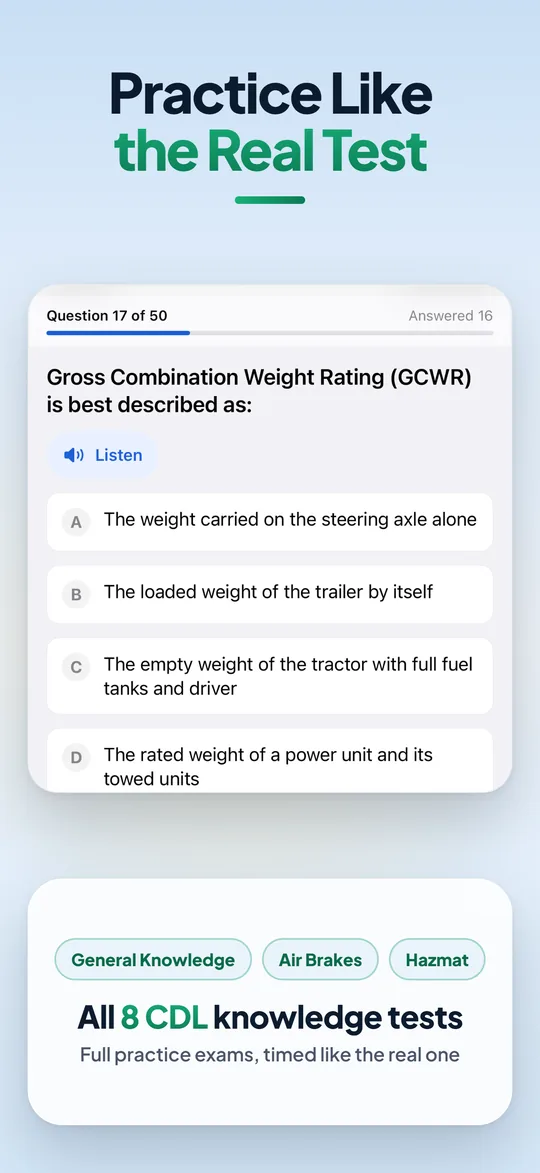 Practice Like
the Real Test
Question 17 of 50
Answered 16
Gross Combination Weight Rating (GCWR)
is best described as:
Listen
A
The weight carried on the steering axle alone
B
The loaded weight of the trailer by itself
C
The empty weight of the tractor with full fuel
tanks and driver
D
The rated weight of a power unit and its
towed units
General Knowledge
Air Brakes
Hazmat
All 8 CDL knowledge tests
Full practice exams, timed like the real one